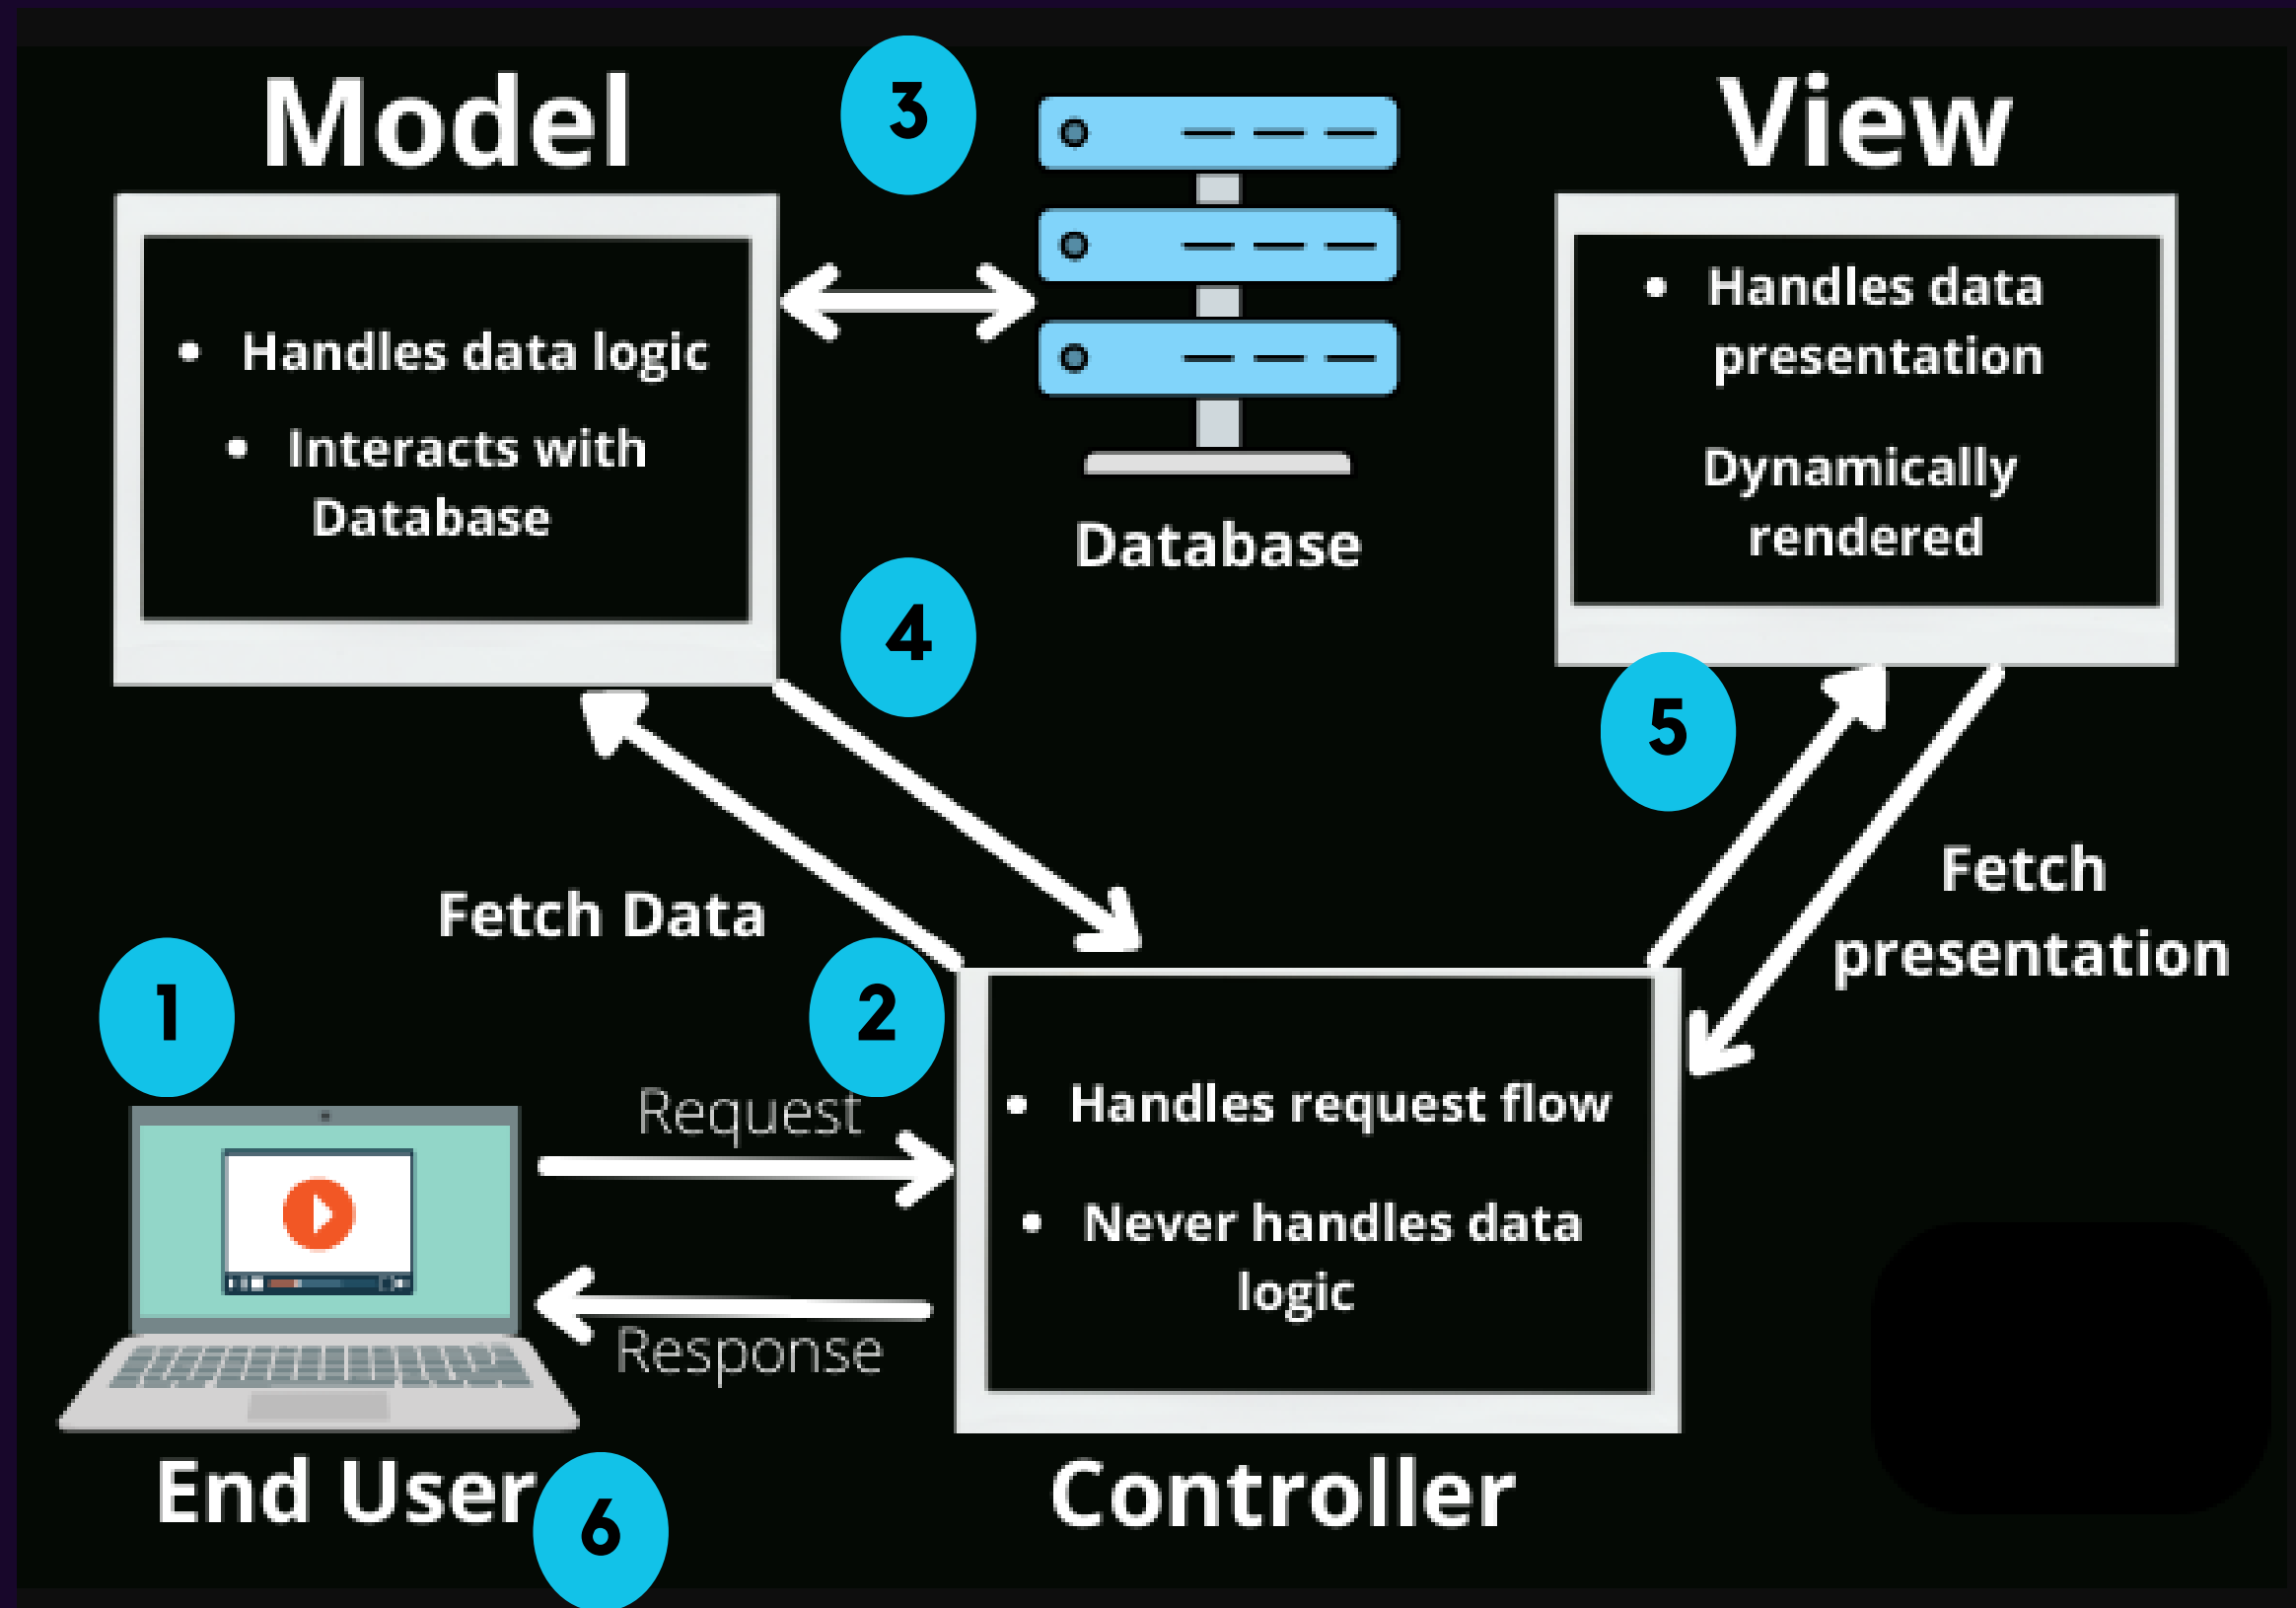 Model
3
View
• Handles data logic
• Interacts with
Database
Database
• Handles data
presentation
Dynamically
rendered
4
5
Fetch Data
Fetch
presentation
1
2
Request
Response
• Handles request flow
• Never handles data
logic
End User
6
Controller